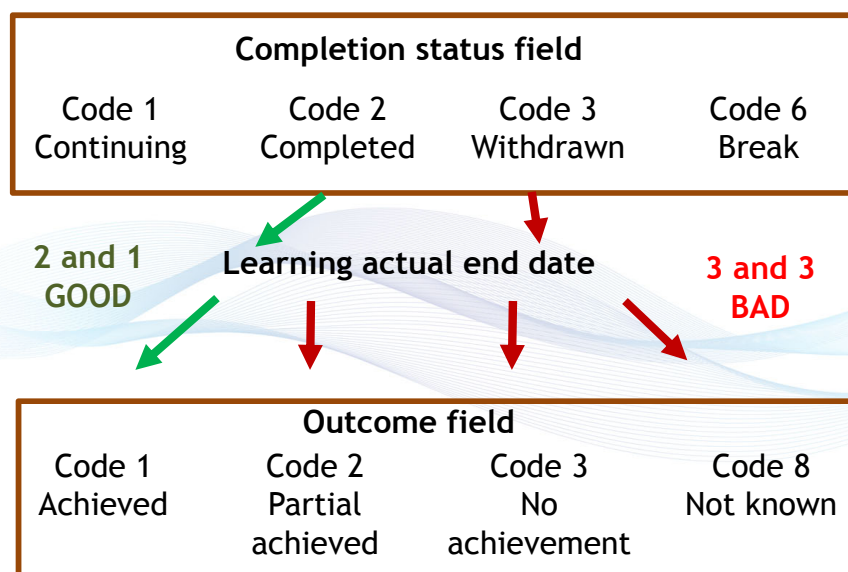 Completion status field
Code 1 Code 2 Code 3 Code 6
Continuing Completed Withdrawn Break
2 and 1
GOOD
Learning actual end date
3 and 3
BAD
Outcome field
Code 1 Code 2 Code 3 Code 8
Achieved Partial No Not known
achieved achievement